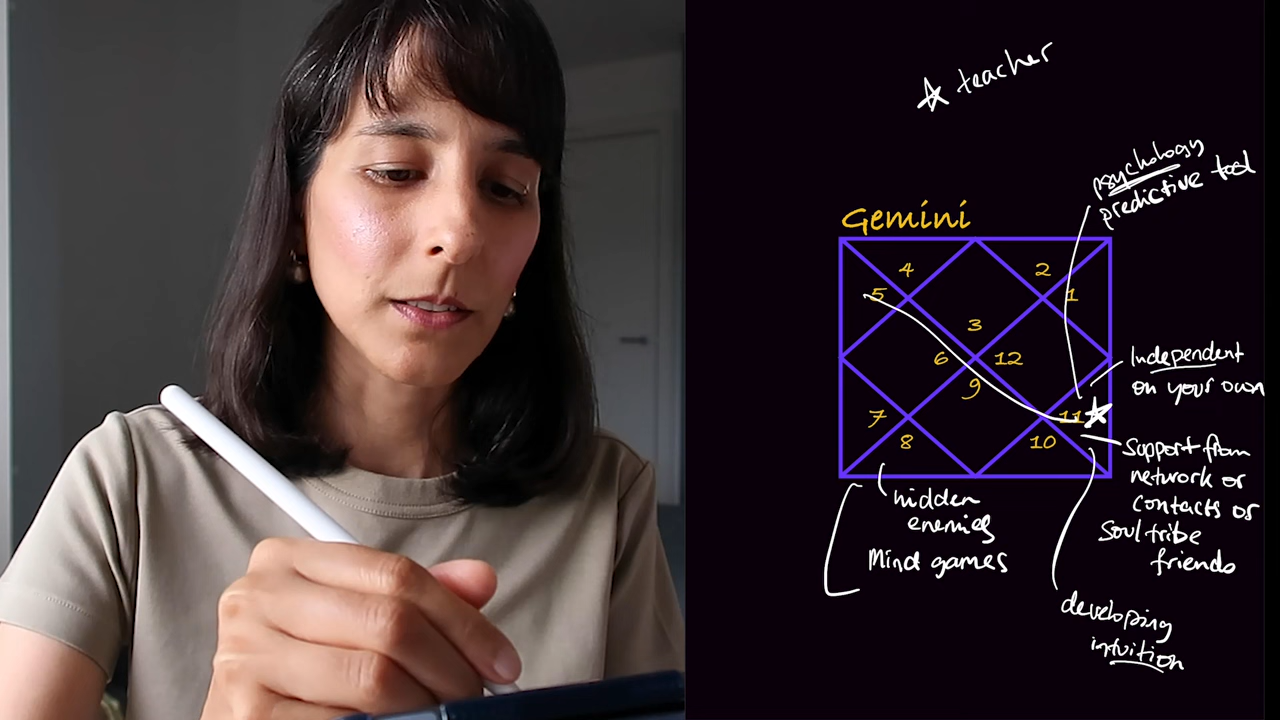 ☆ teacher
psychology
predictive tool
Gemini
4
2
5
1
3
6
12
9
7
11
8
10
Independent
on your own
Support from
network or
contacts or
Soul tribe
friends
hidden
enemies
Mind games
developing
intuition